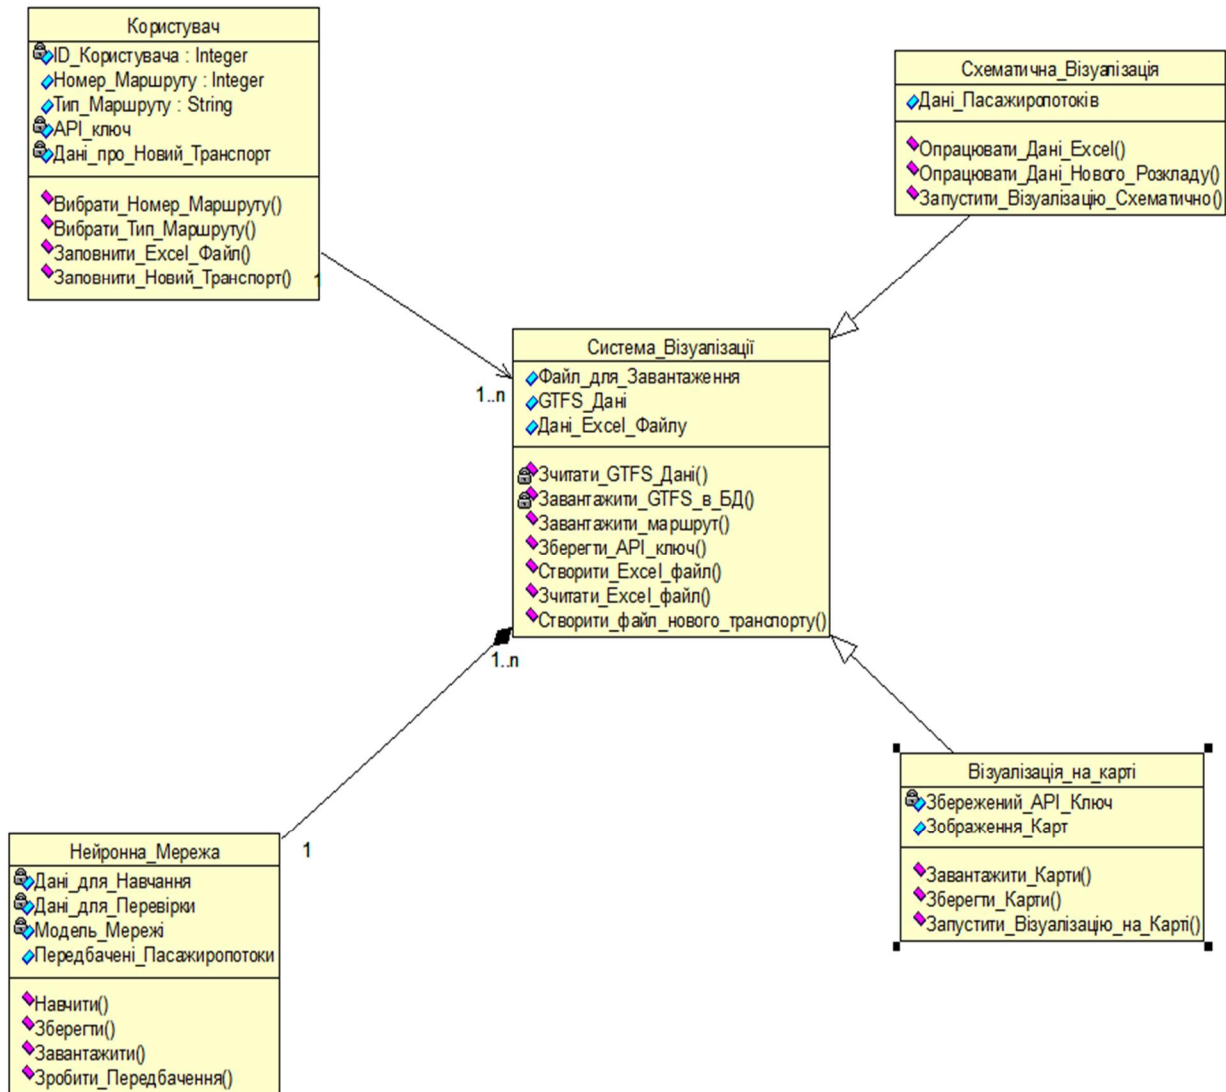 Користувач
ID_Користувача : Integer
Номер_Маршруту : Integer
Тип_Маршруту : String
API_ключ
Дані_про_Новий_Транспорт
Вибрати_Номер_Маршруту()
Вибрати_Тип_Маршруту()
Заповнити_Excel_Файл()
Заповнити_Новий_Транспорт()
1
1..n
Схематична_Візуалізація
Дані_Пасажиропотоків
Опрацювати_Дані_Excel()
Опрацювати_Дані_Нового_Розкладу()
Запустити_Візуалізацію_Схематично()
Система_Візуалізації
Файл_для_Завантаження
GTFS_Дані
Дані_Excel_Файлу
Зчитати_GTFS_Дані()
Завантажити_GTFS_в_БД()
Завантажити_маршрут()
Зберегти_API_ключ()
Створити_Excel_файл()
Зчитати_Excel_файл()
Створити_файл_нового_транспорту()
1..n
1
Візуалізація_на_карті
Збережений_API_Ключ
Зображення_Карт
Завантажити_Карти()
Зберегти_Карти()
Запустити_Візуалізацію_на_Карті()
Нейронна_Мережа
Дані_для_Навчання
Дані_для_Перевірки
Модель_Мережі
Передбачені_Пасажиропотоки
Навчити()
Зберегти()
Завантажити()
Зробити_Передбачення()